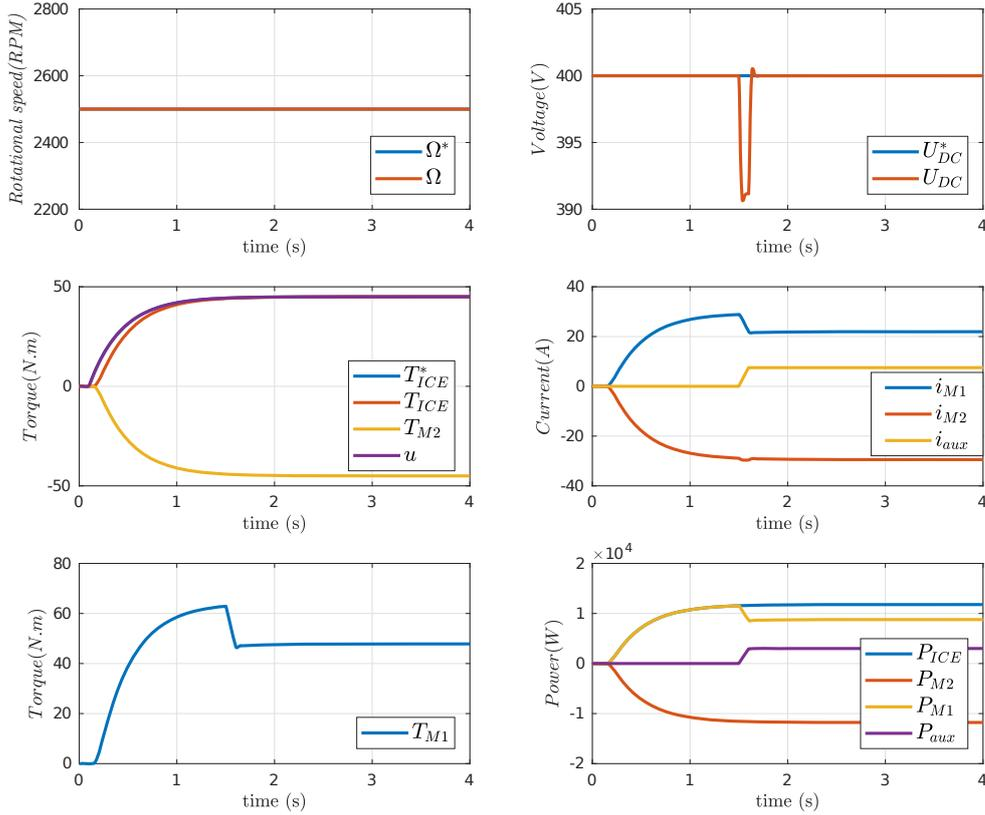 2800
2600
2400
2200
Rotational speed(RPM)
0 1 2 3 4
time (s)
Ω*
Ω
405
400
395
390
Voltage(V)
0 1 2 3 4
time (s)
U*DC
UDC
50
0
-50
Torque(N.m)
0 1 2 3 4
time (s)
T*ICE
TICE
TM2
u
40
20
0
-20
-40
Current(A)
0 1 2 3 4
time (s)
iM1
iM2
iaux
80
60
40
20
0
Torque(N.m)
0 1 2 3 4
time (s)
TM1
×10^4
2
1
0
-1
-2
Power(W)
0 1 2 3 4
time (s)
PICE
PM2
PM1
Paux